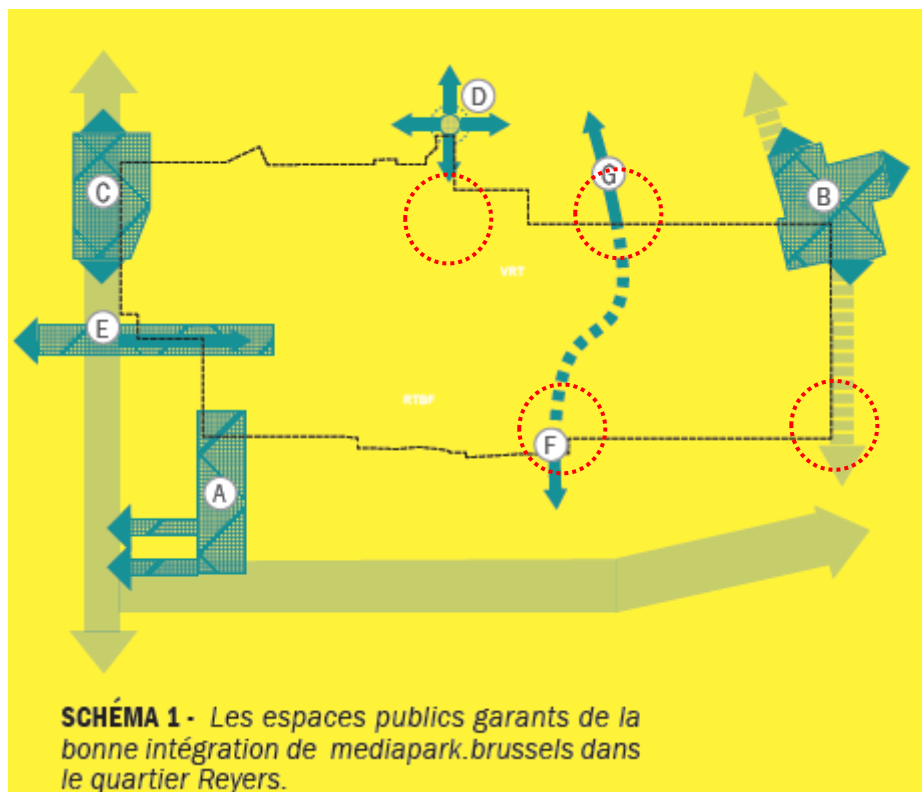 D
C
G
B
VRT
E
RTBF
F
A
SCHÉMA 1 - Les espaces publics garants de la
bonne intégration de mediapark.brussels dans
le quartier Reyers.